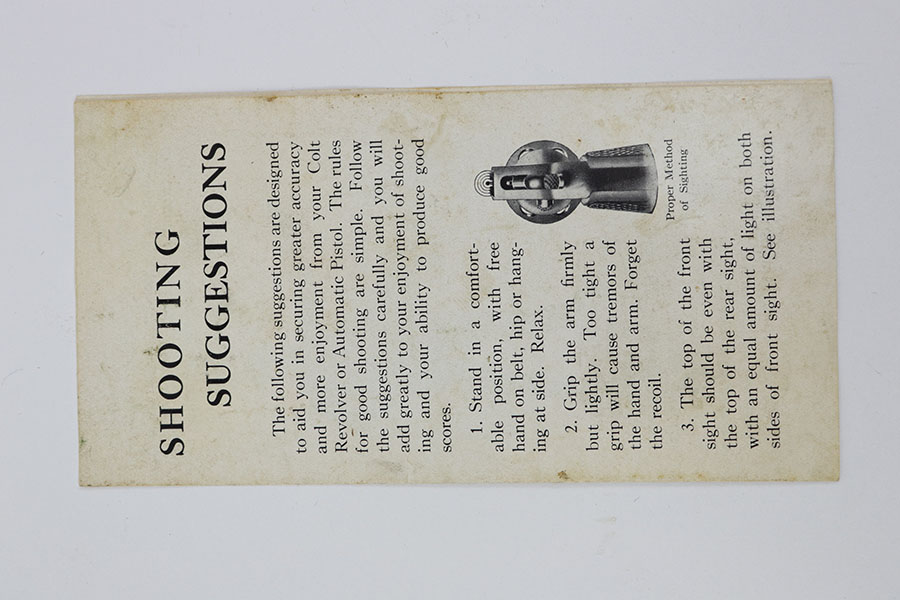 SHOOTING
SUGGESTIONS
The following suggestions are designed
to aid you in securing greater accuracy
and more enjoyment from your Colt
Revolver or Automatic Pistol. The rules
for good shooting are simple. Follow
the suggestions carefully and you will
add greatly to your enjoyment of shoot-
ing and your ability to produce good
scores.
1. Stand in a comfort-
able position, with free
hand on belt, hip or hang-
ing at side. Relax.
2. Grip the arm firmly
but lightly. Too tight a
grip will cause tremors of
the hand and arm. Forget
the recoil.
Proper Method
of Sighting
3. The top of the front
sight should be even with
the top of the rear sight,
with an equal amount of light on both
sides of front sight. See illustration.